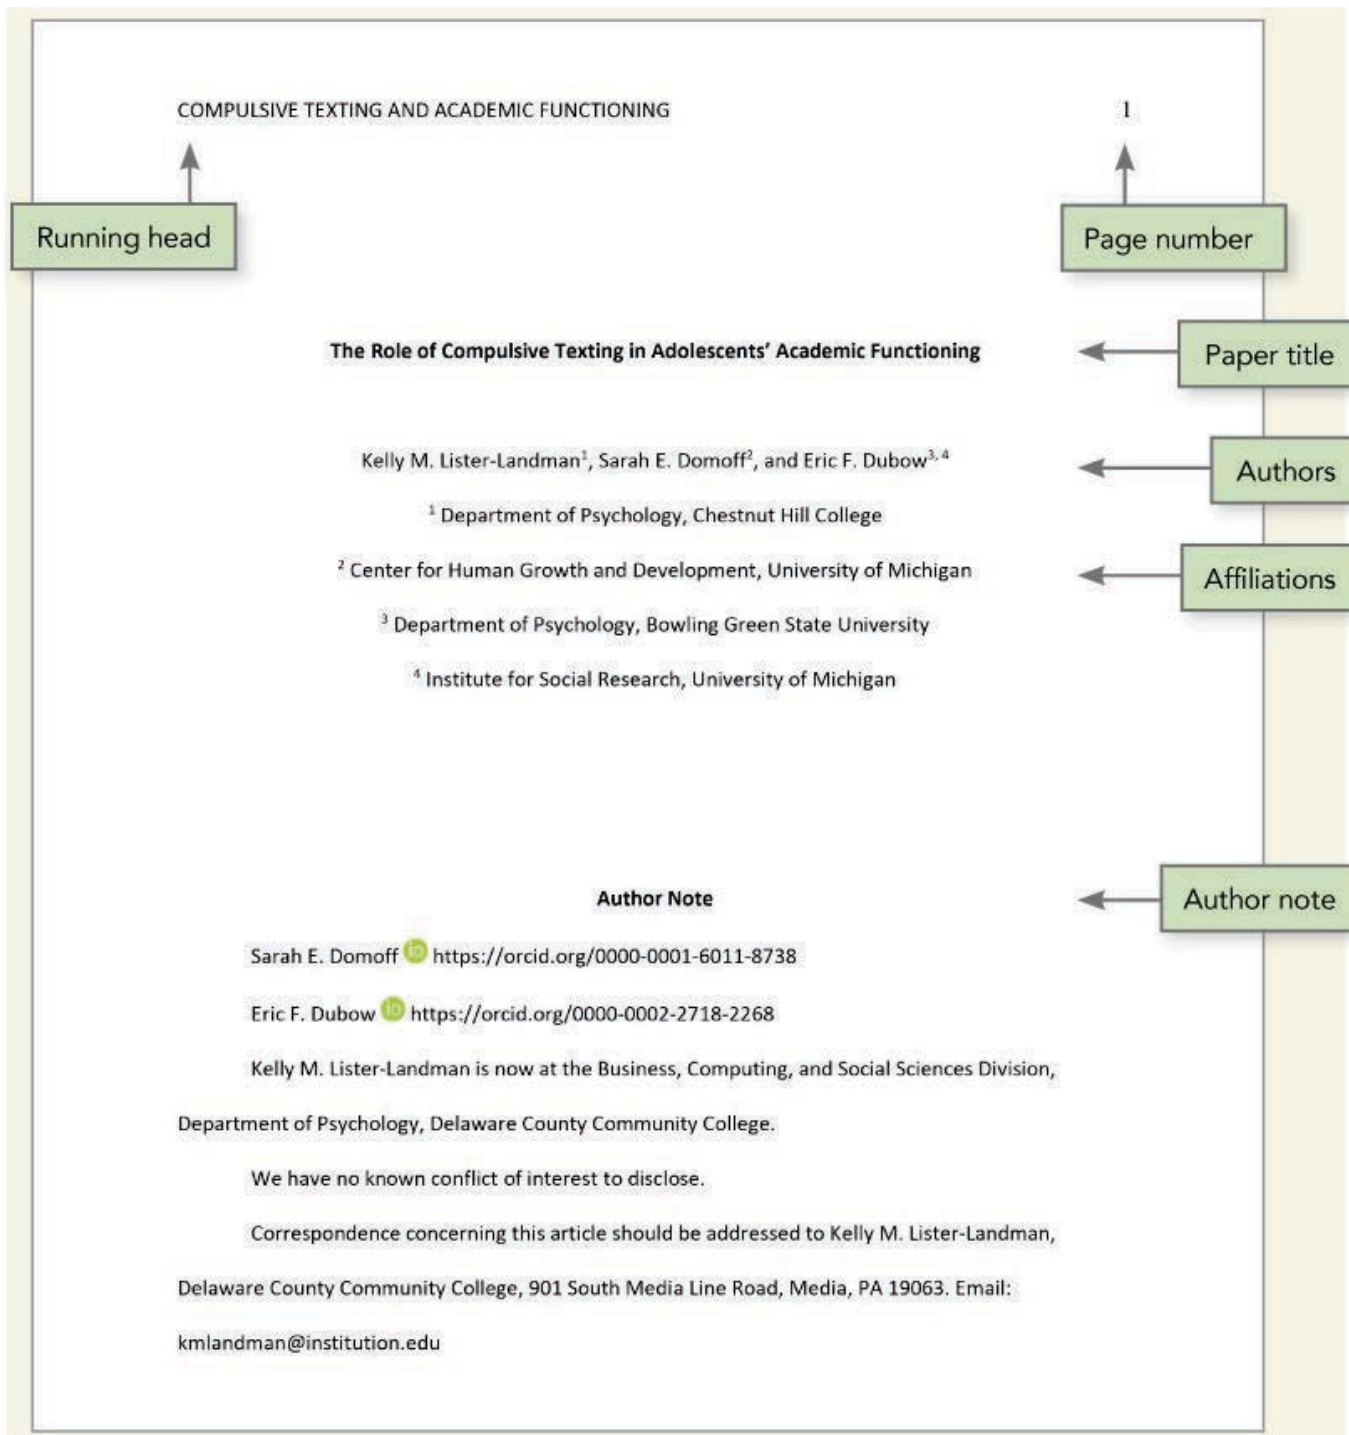 COMPULSIVE TEXTING AND ACADEMIC FUNCTIONING 1
Running head
Page number
The Role of Compulsive Texting in Adolescents’ Academic Functioning
Paper title
Kelly M. Lister-Landman¹, Sarah E. Domoff², and Eric F. Dubow³,⁴
Authors
¹ Department of Psychology, Chestnut Hill College
² Center for Human Growth and Development, University of Michigan
Affiliations
³ Department of Psychology, Bowling Green State University
⁴ Institute for Social Research, University of Michigan
Author Note
Author note
Sarah E. Domoff iD https://orcid.org/0000-0001-6011-8738
Eric F. Dubow iD https://orcid.org/0000-0002-2718-2268
Kelly M. Lister-Landman is now at the Business, Computing, and Social Sciences Division,
Department of Psychology, Delaware County Community College.
We have no known conflict of interest to disclose.
Correspondence concerning this article should be addressed to Kelly M. Lister-Landman,
Delaware County Community College, 901 South Media Line Road, Media, PA 19063. Email:
kmlandman@institution.edu